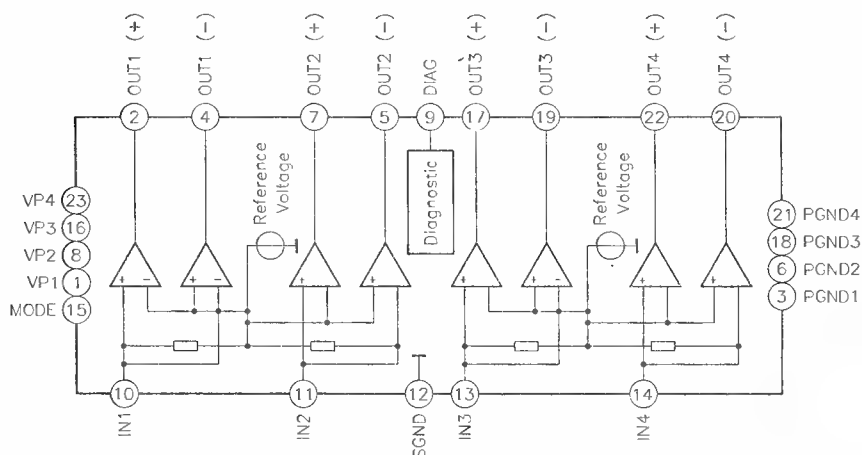 OUT1 (+)
OUT1 (-)
OUT2 (+)
OUT2 (-)
DIAG
OUT3 (+)
OUT3 (-)
OUT4 (+)
OUT4 (-)
2
4
7
5
9
17
19
22
20
VP4 23
VP3 16
VP2 8
VP1 1
MODE 15
Reference
Voltage
Diagnostic
Reference
Voltage
21 PGND4
18 PGND3
6 PGND2
3 PGND1
+ -
+ -
+ -
+ -
+ -
+ -
+ -
+ -
10
11
12
13
14
IN1
IN2
SGND
IN3
IN4